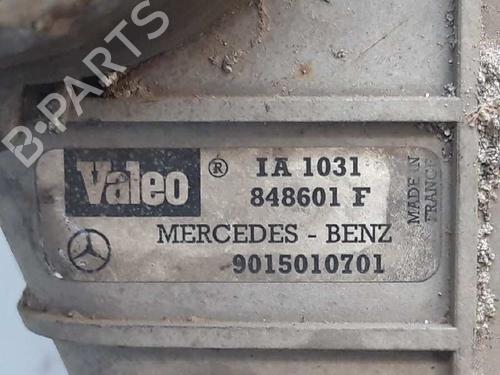 B-PARTS
Valeo ® IA 1031
848601 F
MERCEDES - BENZ
9015010701
MADE IN
FRANCE